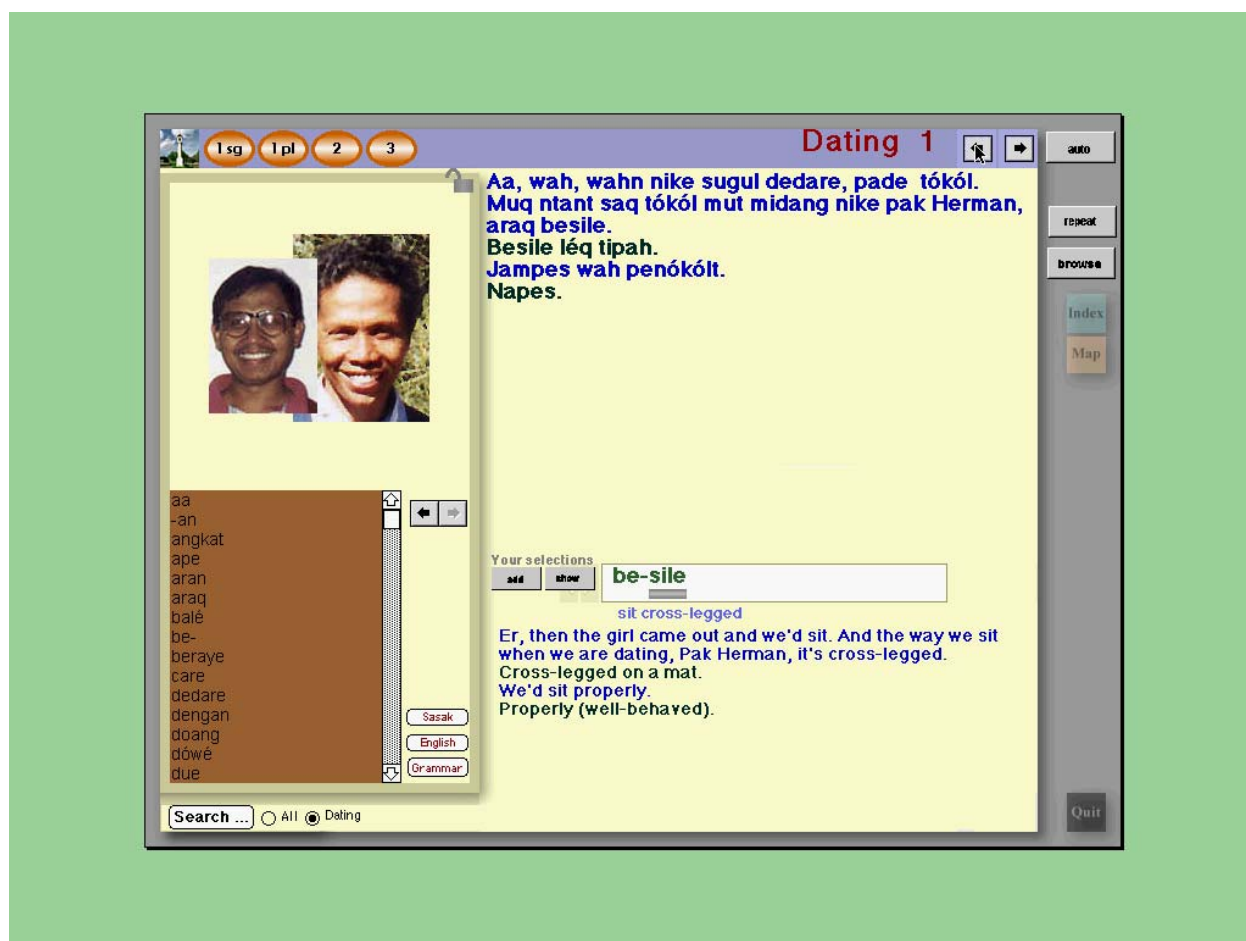 1 sg 1 pl 2 3 Dating 1 auto
Aa, wah, wahn nike sugul dedare, pade tókól.
Muq ntant saq tókól mut midang nike pak Herman,
araq besile.
Besile léq tipah.
Jampes wah penókólt.
Napes.
repeat
browse
Index
Map
aa
-an
angkat
ape
aran
araq
balé
be-
beraye
care
dedare
dengan
doang
dówé
due
Sasak
English
Grammar
Search ... All Dating
Your selections
add show be-sile
sit cross-legged
Er, then the girl came out and we'd sit. And the way we sit
when we are dating, Pak Herman, it's cross-legged.
Cross-legged on a mat.
We'd sit properly.
Properly (well-behaved).
Quit